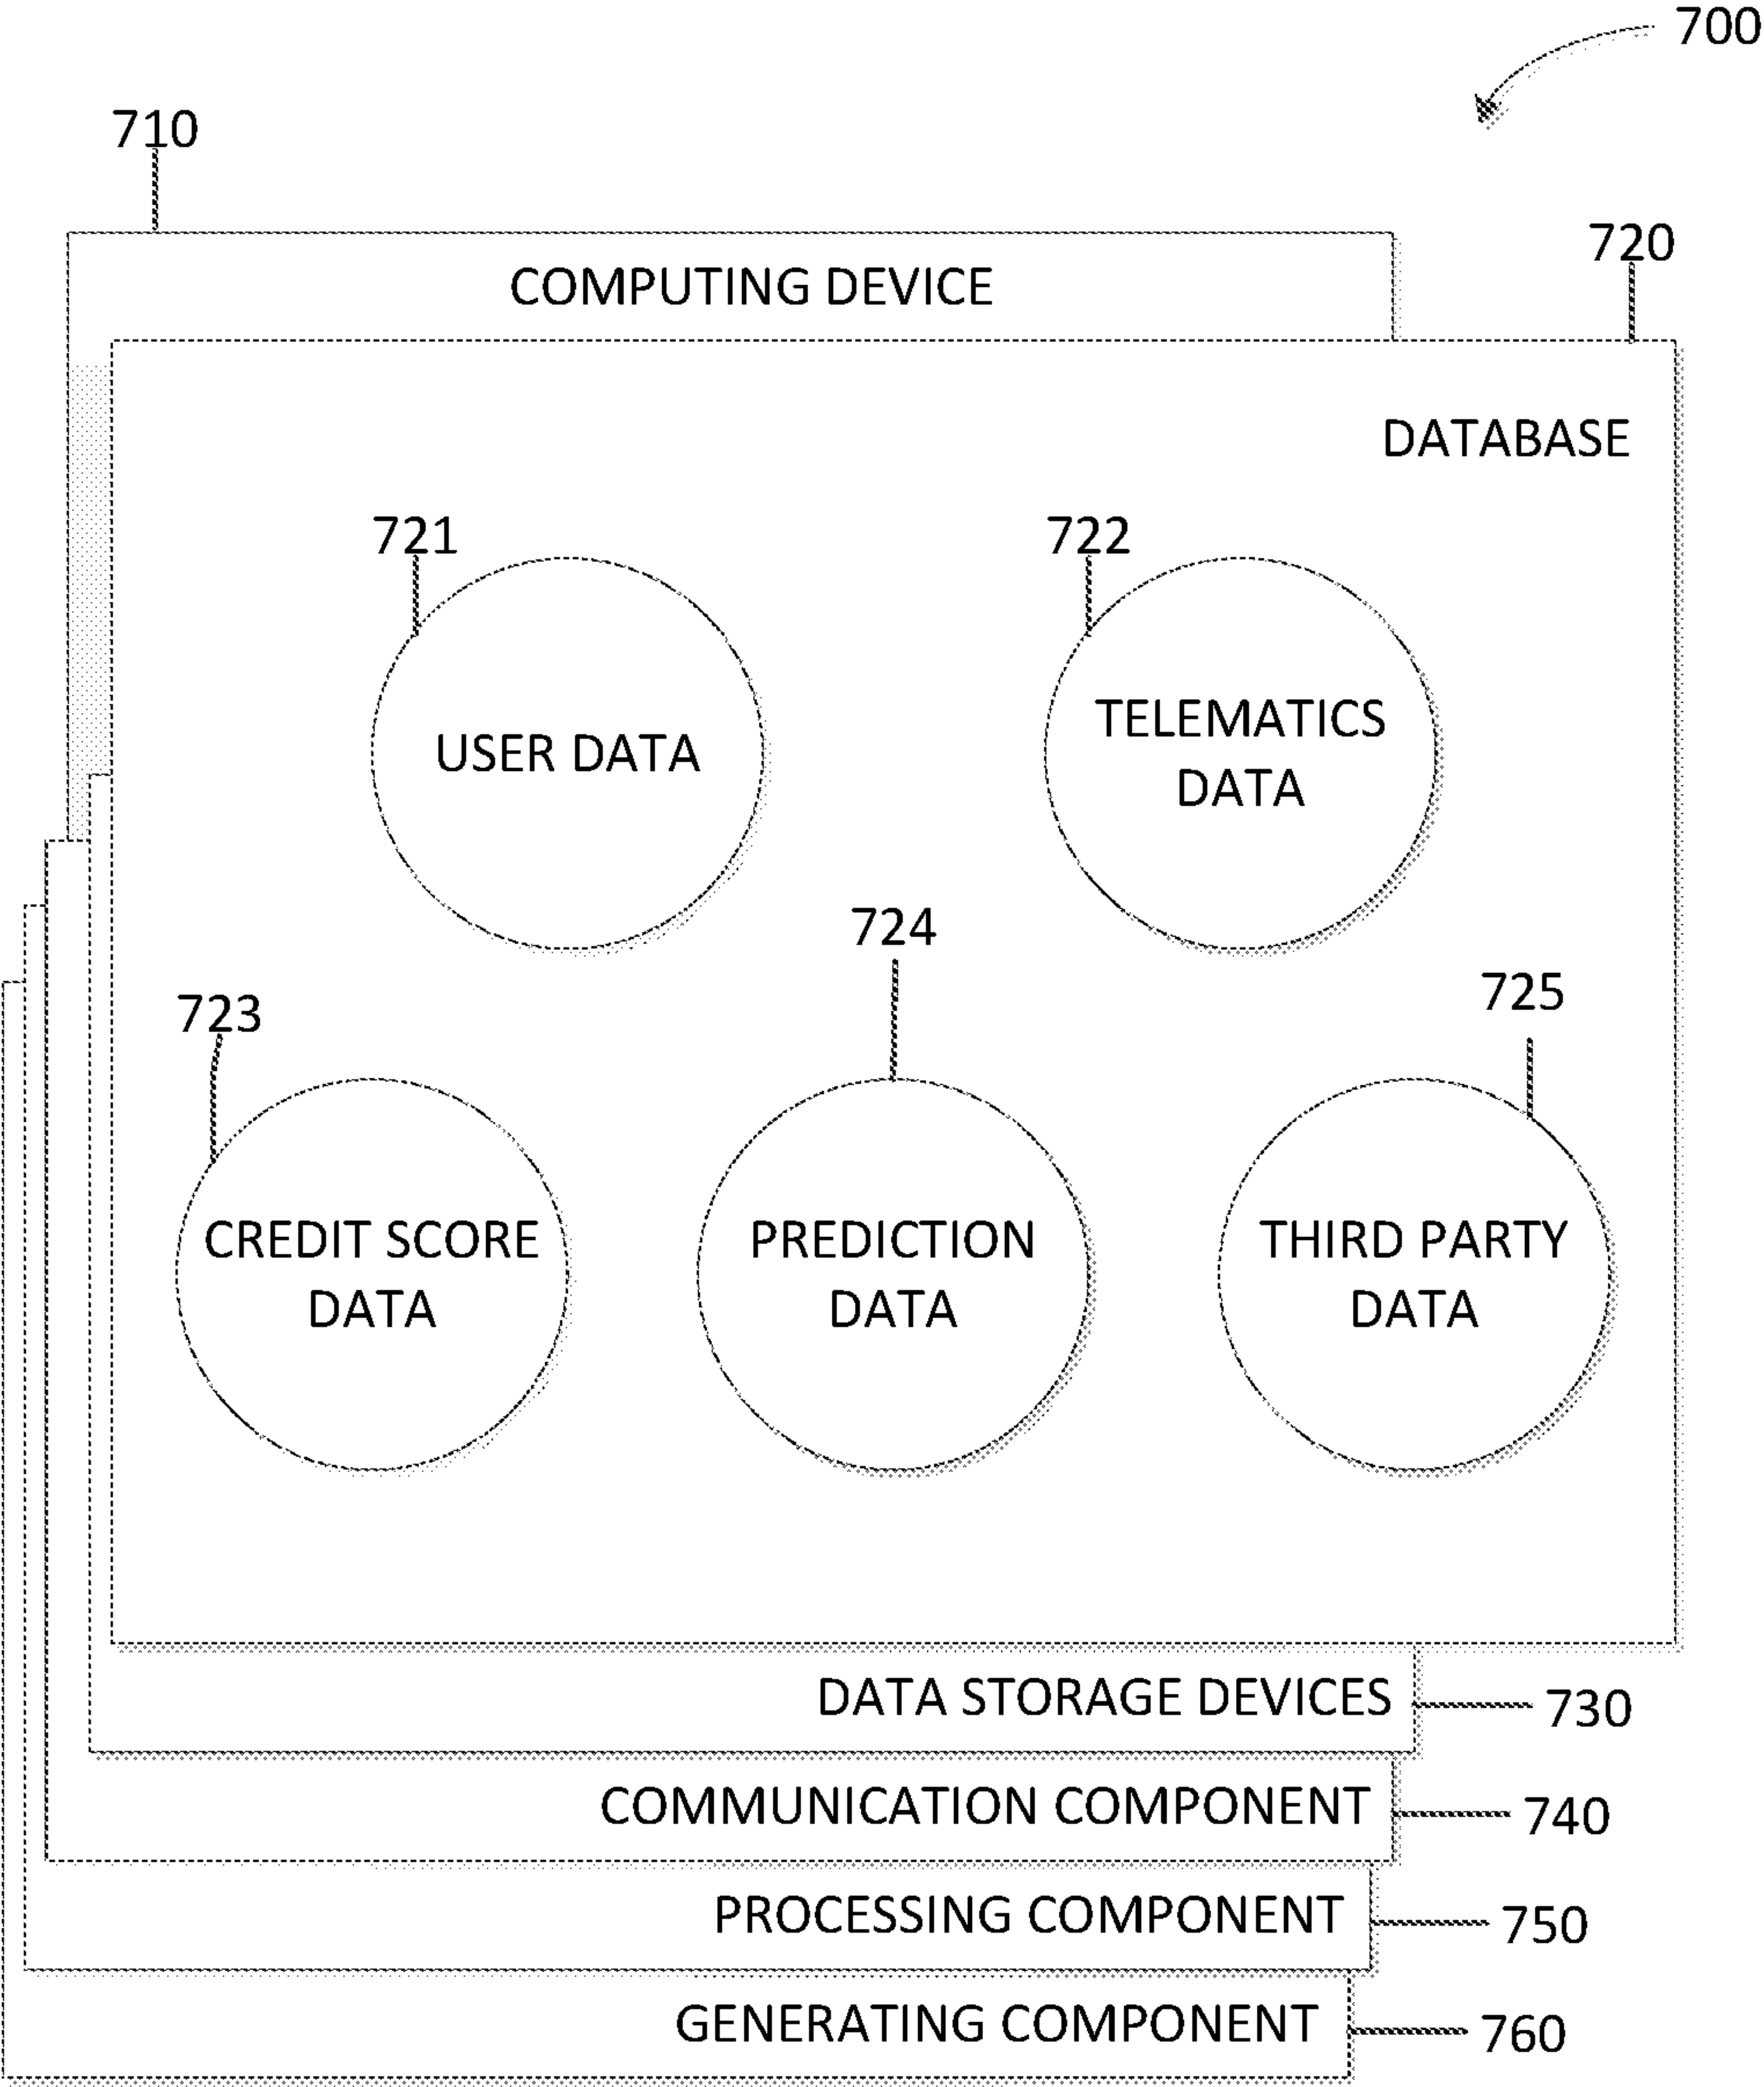 700
710
COMPUTING DEVICE
720
DATABASE
721
722
USER DATA
TELEMATICS
DATA
724
723
725
CREDIT SCORE
DATA
PREDICTION
DATA
THIRD PARTY
DATA
DATA STORAGE DEVICES
730
COMMUNICATION COMPONENT
740
PROCESSING COMPONENT
750
GENERATING COMPONENT
760